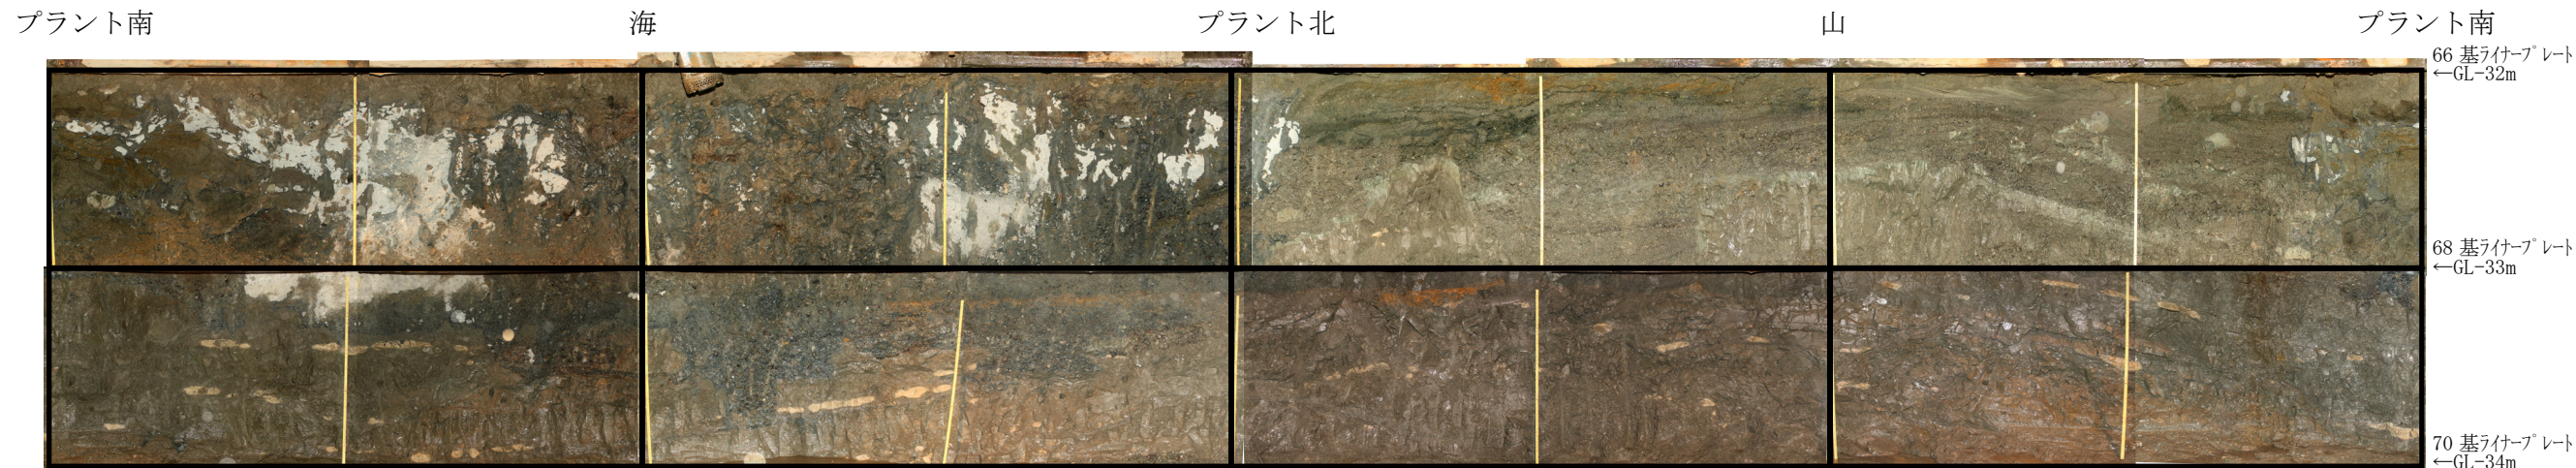 プラント南
海
プラント北
山
プラント南
66 基ﾗｲﾅｰﾌﾟﾚｰﾄ
←GL-32m
68 基ﾗｲﾅｰﾌﾟﾚｰﾄ
←GL-33m
70 基ﾗｲﾅｰﾌﾟﾚｰﾄ
←GL-34m